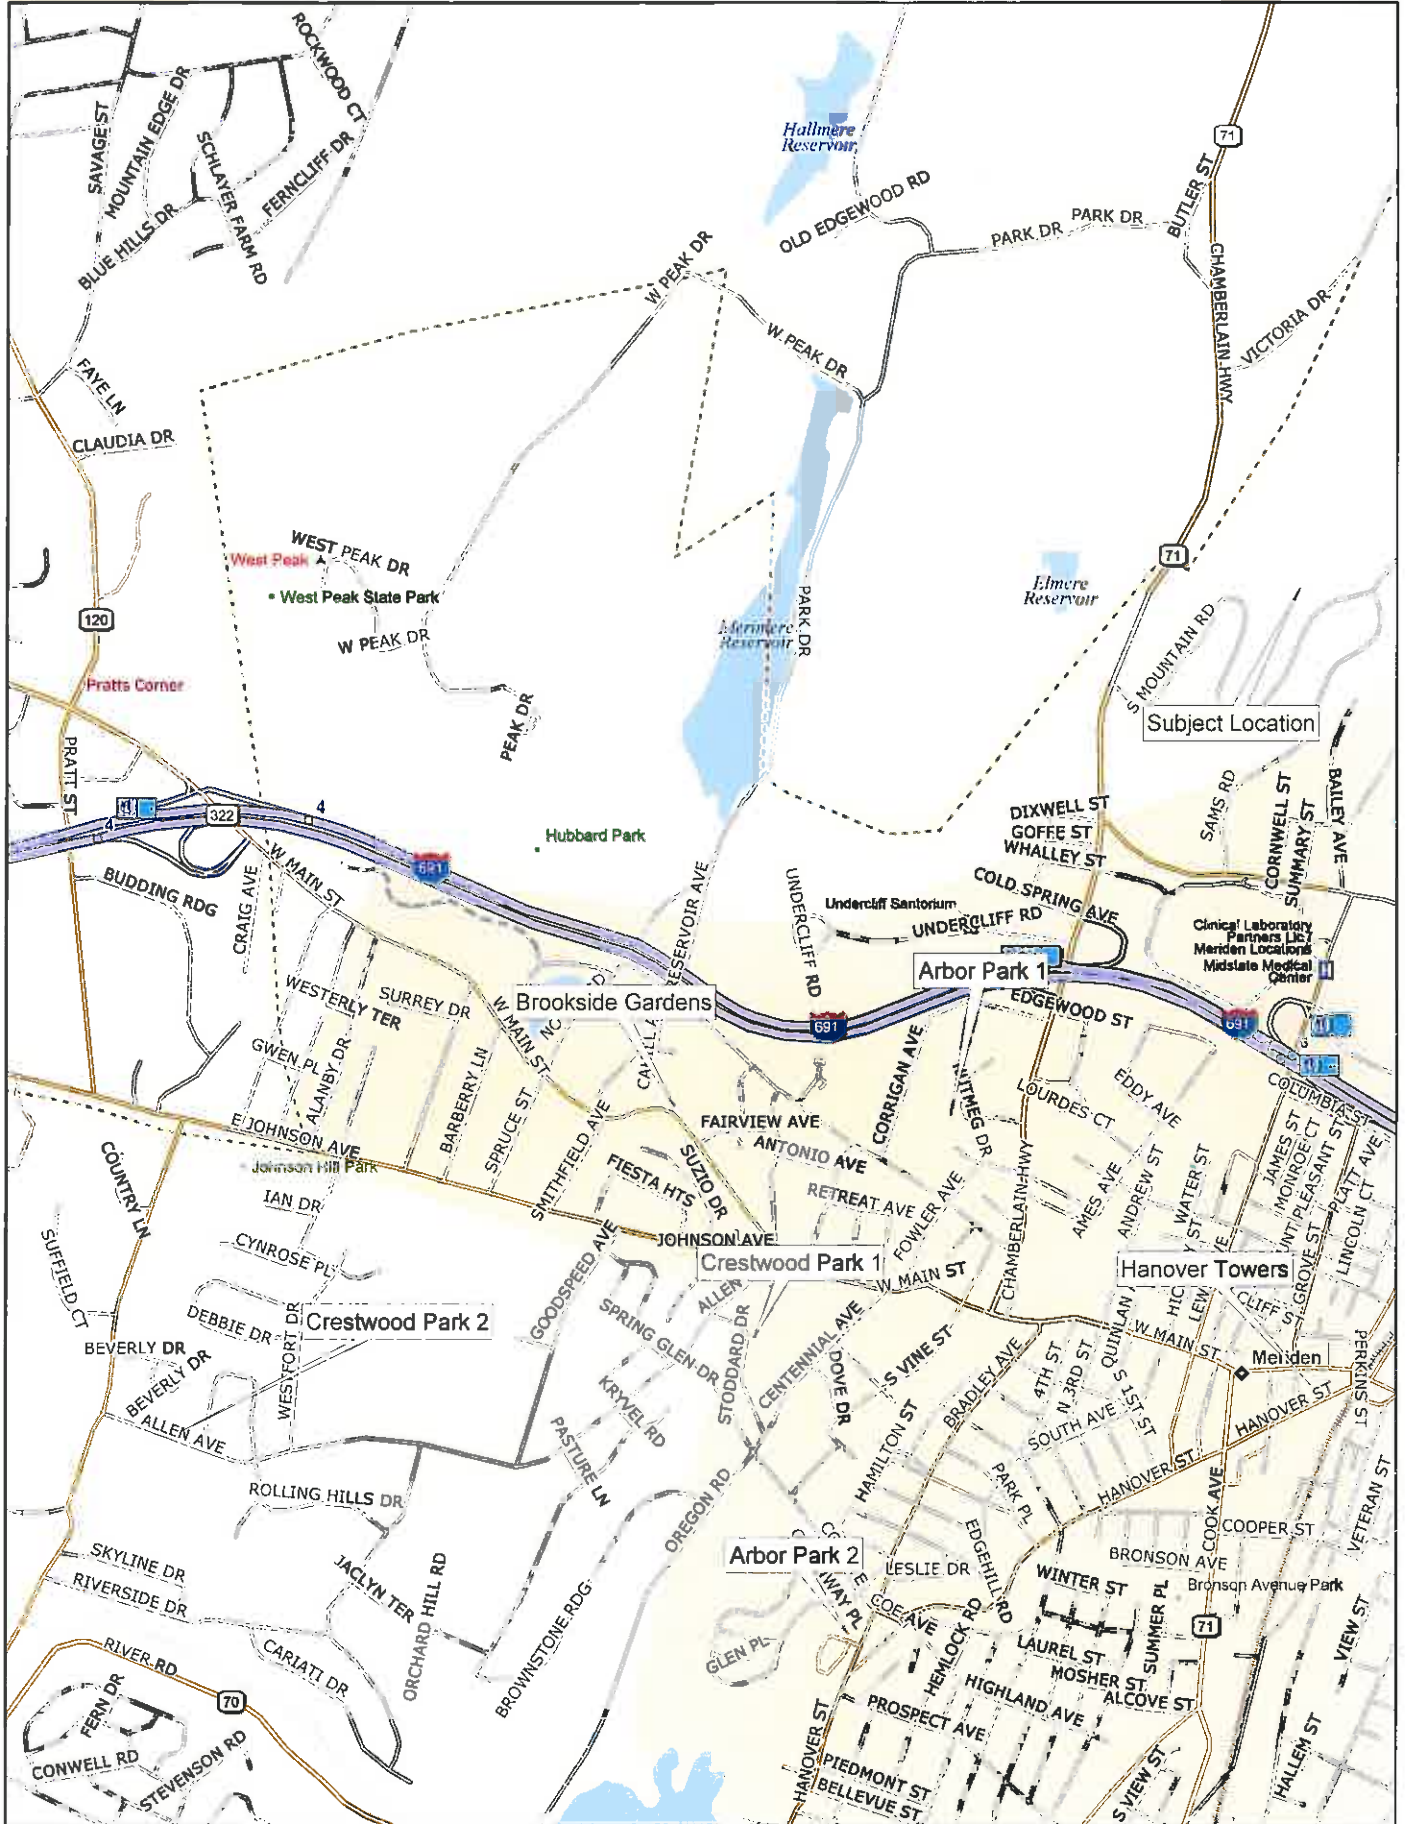 ROCKWOOD CT
SAVAGE ST
MOUNTAIN EDGE DR
SCHLAYER FARM RD
FERNCLIFF DR
BLUE HILLS DR
Hallmere
Reservoir
71
OLD EDGEWOOD RD
PARK DR
PARK DR
BUTLER ST
CHAMBERLAIN HWY
VICTORIA DR
W PEAK DR
W PEAK DR
FAYE LN
CLAUDIA DR
WEST PEAK DR
West Peak
West Peak State Park
W PEAK DR
PEAK DR
120
Pratts Corner
PRATT ST
Merimere
Reservoir
PARK DR
Elmere
Reservoir
71
S MOUNTAIN RD
Subject Location
SAMS RD
CORNWELL ST
SUMMARY ST
BAILEY AVE
DIXWELL ST
GOFFE ST
WHALLEY ST
COLD SPRING AVE
4
4
322
691
Hubbard Park
BUDDING RDG
CRAIG AVE
W MAIN ST
RESERVOIR AVE
UNDERCLIFF RD
Undercliff Santorium
UNDERCLIFF RD
Clinical Laboratory
Partners Llc /
Meriden Locations
Midstate Medical
Center
Arbor Park 1
Brookside Gardens
WESTERLY TER
SURREY DR
W MAIN ST
691
EDGEWOOD ST
691
6
GWEN PL
ALANBY DR
BARBERRY LN
SPRUCE ST
SMITHFIELD AVE
CORRIGAN AVE
NUTMEG DR
LOURDES CT
EDDY AVE
COLUMBIA ST
E JOHNSON AVE
Johnson Hill Park
FAIRVIEW AVE
ANTONIO AVE
FIESTA HTS
SUZIO DR
RETREAT AVE
FOWLER AVE
CHAMBERLAIN HWY
AMES AVE
ANDREW ST
WATER ST
JAMES ST
MONROE CT
PLEASANT ST
PLATT AVE
LINCOLN CT
GROVE ST
COUNTRY LN
IAN DR
CYNROSE PL
SUFFIELD CT
DEBBIE DR
WESTFORT DR
Crestwood Park 2
GOODSPEED AVE
JOHNSON AVE
Crestwood Park 1
ALLEN
W MAIN ST
Hanover Towers
CLIFF ST
BEVERLY DR
BEVERLY DR
ALLEN AVE
SPRING GLEN DR
STODDARD DR
CENTENNIAL AVE
DOVE DR
S VINE ST
BRADLEY AVE
4TH ST
N 3RD ST
QUINLAN
S 1ST ST
W MAIN ST
Meriden
PERKINS ST
HANOVER ST
KRYVEL RD
PASTURE LN
HAMILTON ST
SOUTH AVE
ROLLING HILLS DR
OREGON RD
PARK PL
HANOVER ST
COOK AVE
COOPER ST
VETERAN ST
SKYLINE DR
RIVERSIDE DR
JACLYN TER
ORCHARD HILL RD
BROWNSTONE RDG
Arbor Park 2
LESLIE DR
EDGEHILL RD
BRONSON AVE
Bronson Avenue Park
WINTER ST
SUMMER PL
COE AVE
HEMLOCK RD
LAUREL ST
71
VIEW ST
RIVER RD
CARIATI DR
GLEN PL
MOSHER ST
ALCOVE ST
HIGHLAND AVE
PROSPECT AVE
70
FERN DR
CONWELL RD
STEVENSON RD
HANOVER ST
PIEDMONT ST
BELLEVUE ST
S VIEW ST
HALLEM ST